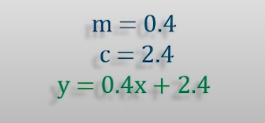 m = 0.4
c = 2.4
y = 0.4x + 2.4